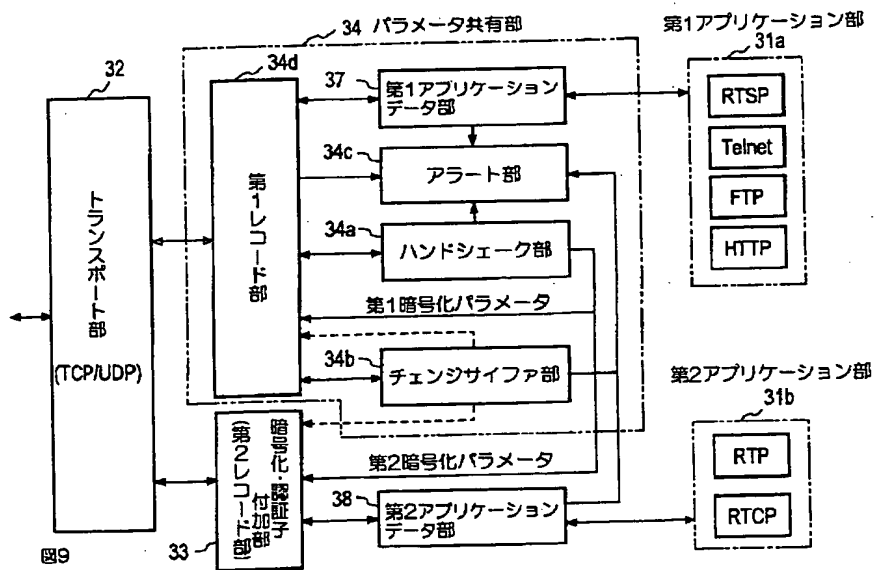 34 パラメータ共有部
第1アプリケーション部
31a
32
34d
37
第1アプリケーション
データ部
RTSP
34c
アラート部
Telnet
トランスポート部
(TCP/UDP)
第1レコード部
34a
ハンドシェーク部
FTP
HTTP
第1暗号化パラメータ
34b
チェンジサイファ部
第2アプリケーション部
31b
暗号化・認証子
付加部
(第2レコード部)
第2暗号化パラメータ
RTP
38
第2アプリケーション
データ部
RTCP
図9
33